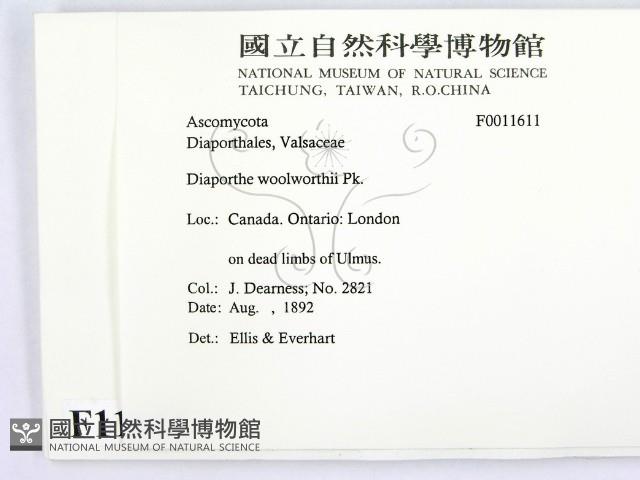 國立自然科學博物館
NATIONAL MUSEUM OF NATURAL SCIENCE
TAICHUNG, TAIWAN, R.O.CHINA
Ascomycota F0011611
Diaporthales, Valsaceae
Diaporthe woolworthii Pk.
Loc.: Canada. Ontario: London
on dead limbs of Ulmus.
Col.: J. Dearness; No. 2821
Date: Aug. , 1892
Det.: Ellis & Everhart
F11
國立自然科學博物館
NATIONAL MUSEUM OF NATURAL SCIENCE